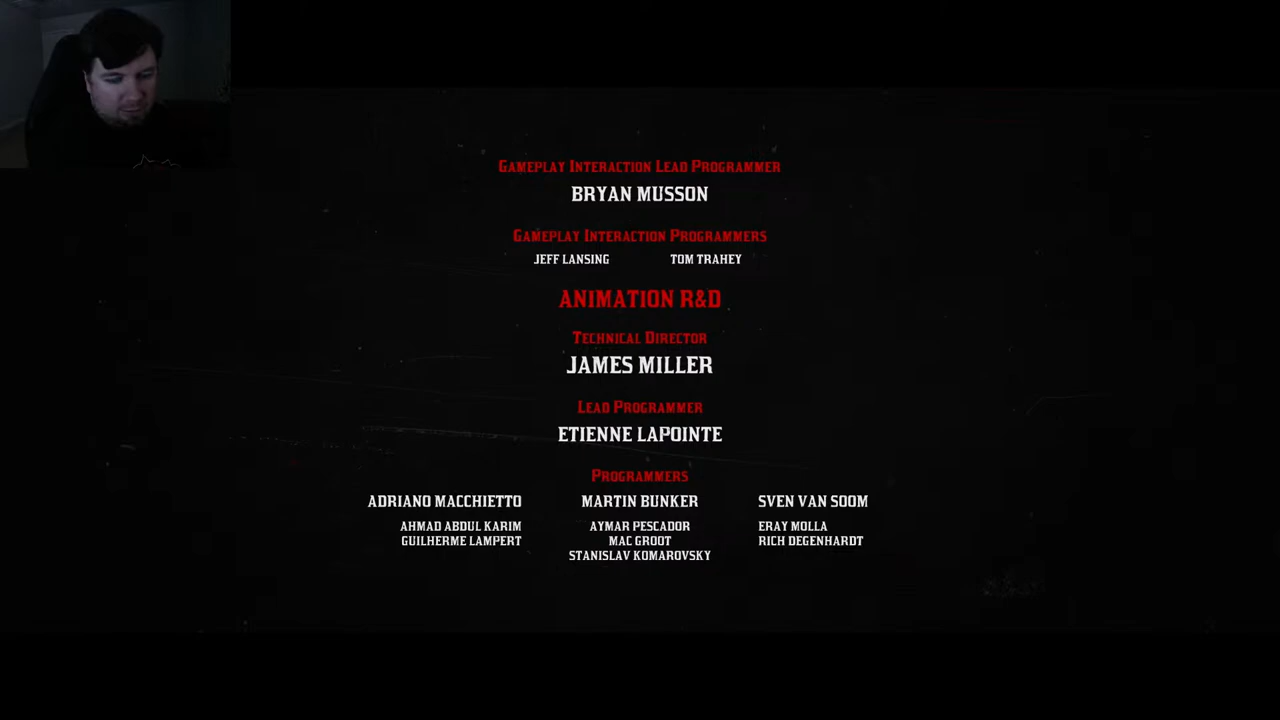 GAMEPLAY INTERACTION LEAD PROGRAMMER
BRYAN MUSSON
GAMEPLAY INTERACTION PROGRAMMERS
JEFF LANSING TOM TRAHEY
ANIMATION R&D
TECHNICAL DIRECTOR
JAMES MILLER
LEAD PROGRAMMER
ETIENNE LAPOINTE
PROGRAMMERS
ADRIANO MACCHIETTO MARTIN BUNKER SVEN VAN SOOM
AHMAD ABDUL KARIM AYMAR PESCADOR ERAY MOLLA
GUILHERME LAMPERT MAC GROOT RICH DEGENHARDT
STANISLAV KOMAROVSKY